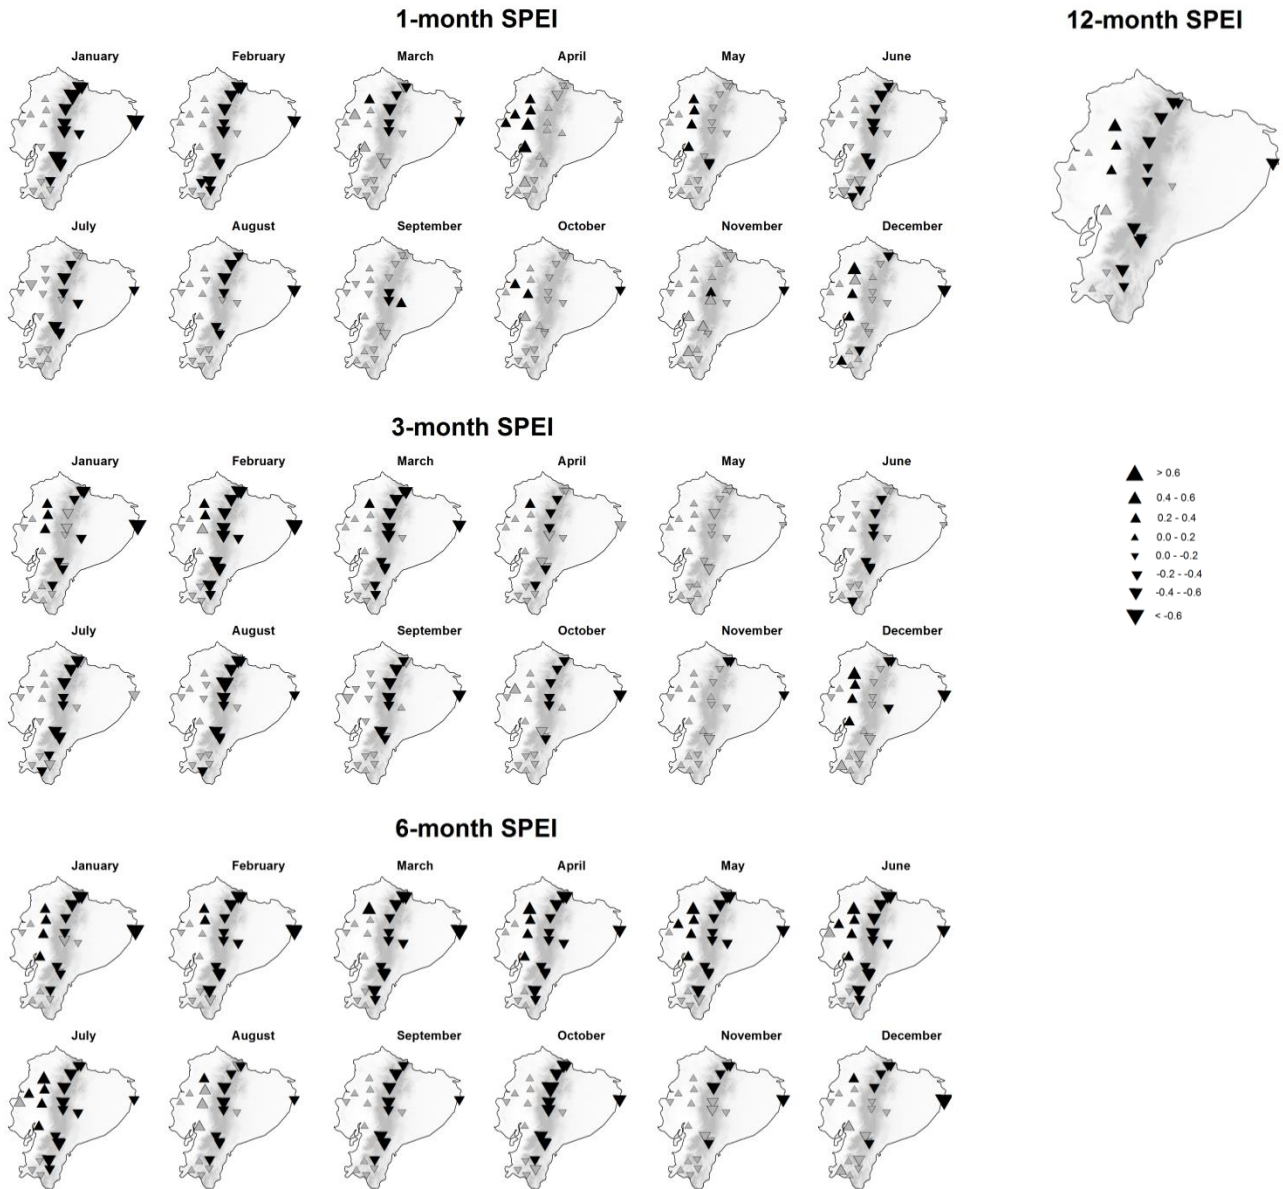 1-month SPEI
12-month SPEI
January February March April May June
July August September October November December
3-month SPEI
January February March April May June
> 0.6
0.4 - 0.6
0.2 - 0.4
0.0 - 0.2
0.0 - -0.2
-0.2 - -0.4
-0.4 - -0.6
< -0.6
July August September October November December
6-month SPEI
January February March April May June
July August September October November December